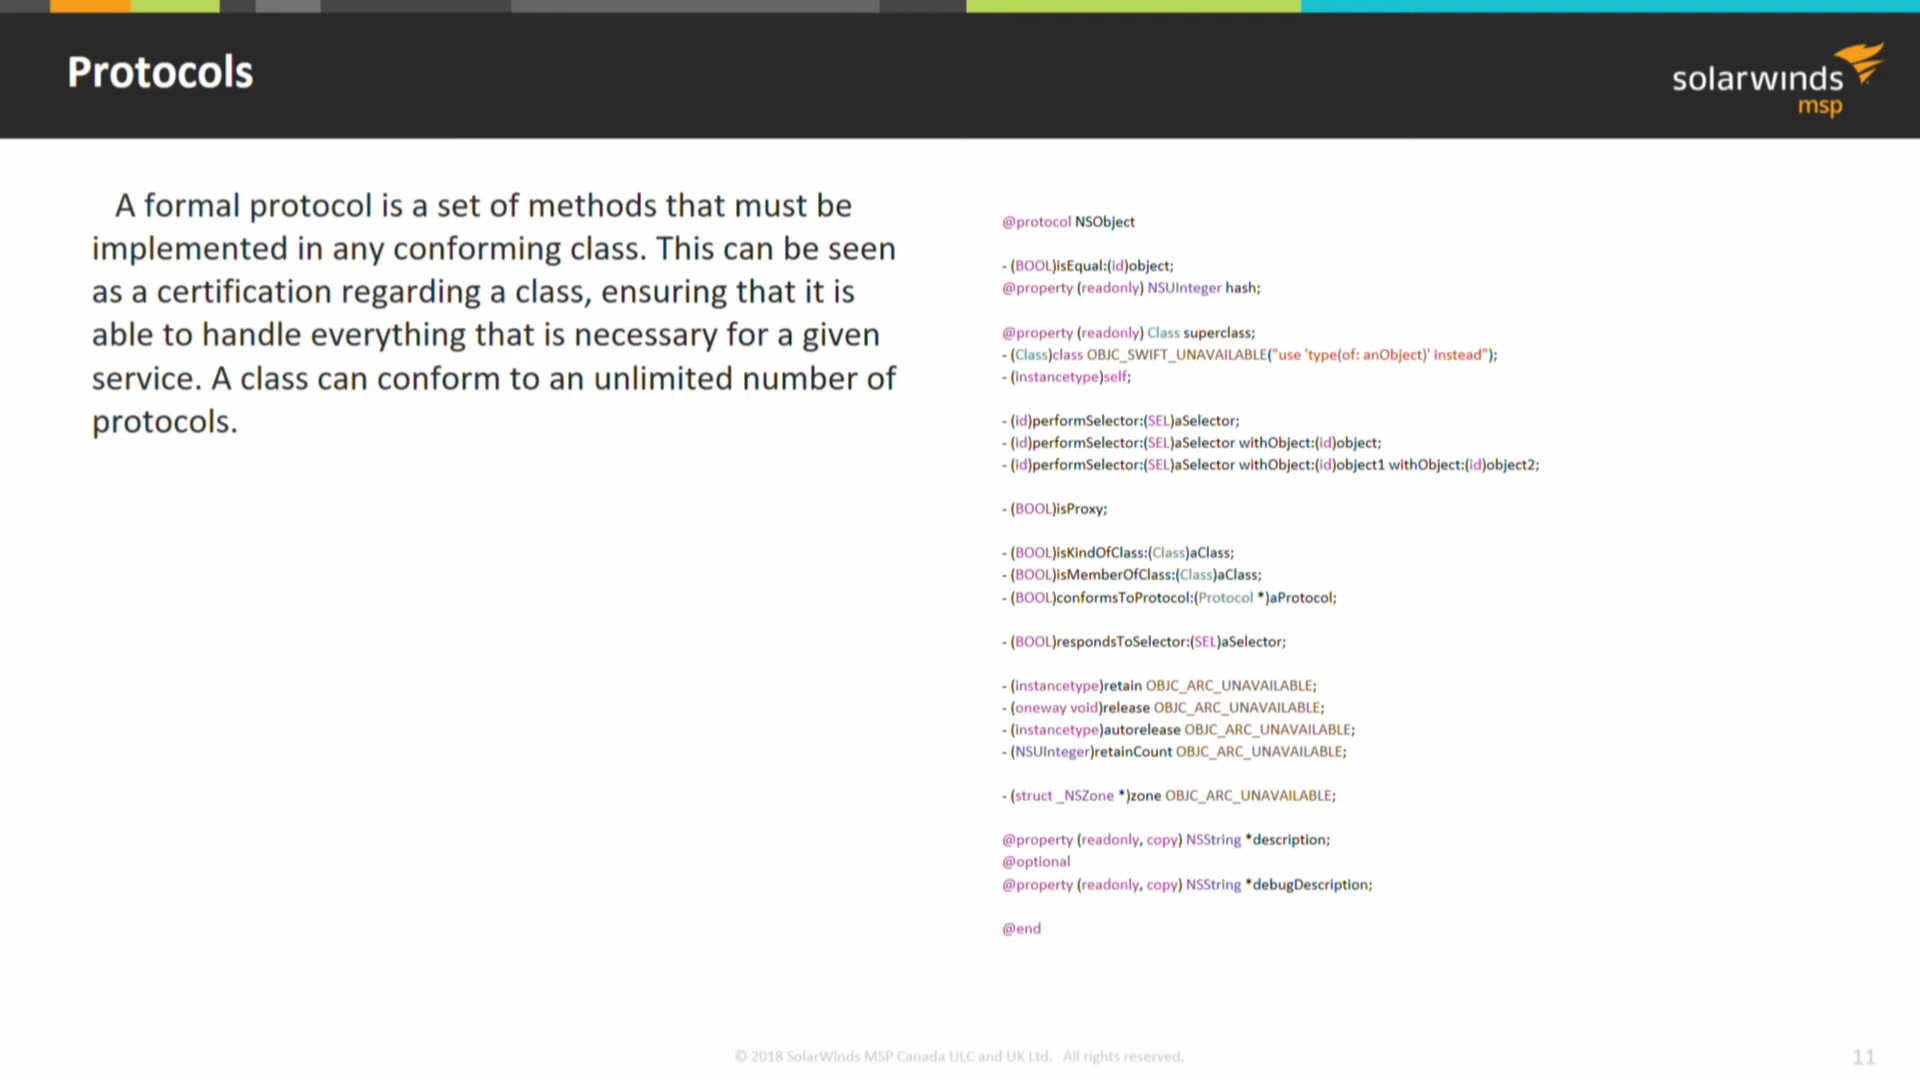 Protocols
solarwinds
msp
A formal protocol is a set of methods that must be
implemented in any conforming class. This can be seen
as a certification regarding a class, ensuring that it is
able to handle everything that is necessary for a given
service. A class can conform to an unlimited number of
protocols.
@protocol NSObject
- (BOOL)isEqual:(id)object;
@property (readonly) NSUInteger hash;
@property (readonly) Class superclass;
- (Class)class OBJC_SWIFT_UNAVAILABLE("use 'type(of: anObject)' instead");
- (instancetype)self;
- (id)performSelector:(SEL)aSelector;
- (id)performSelector:(SEL)aSelector withObject:(id)object;
- (id)performSelector:(SEL)aSelector withObject:(id)object1 withObject:(id)object2;
- (BOOL)isProxy;
- (BOOL)isKindOfClass:(Class)aClass;
- (BOOL)isMemberOfClass:(Class)aClass;
- (BOOL)conformsToProtocol:(Protocol *)aProtocol;
- (BOOL)respondsToSelector:(SEL)aSelector;
- (instancetype)retain OBJC_ARC_UNAVAILABLE;
- (oneway void)release OBJC_ARC_UNAVAILABLE;
- (instancetype)autorelease OBJC_ARC_UNAVAILABLE;
- (NSUInteger)retainCount OBJC_ARC_UNAVAILABLE;
- (struct _NSZone *)zone OBJC_ARC_UNAVAILABLE;
@property (readonly, copy) NSString *description;
@optional
@property (readonly, copy) NSString *debugDescription;
@end
© 2018 SolarWinds MSP Canada ULC and UK Ltd. All rights reserved.
11